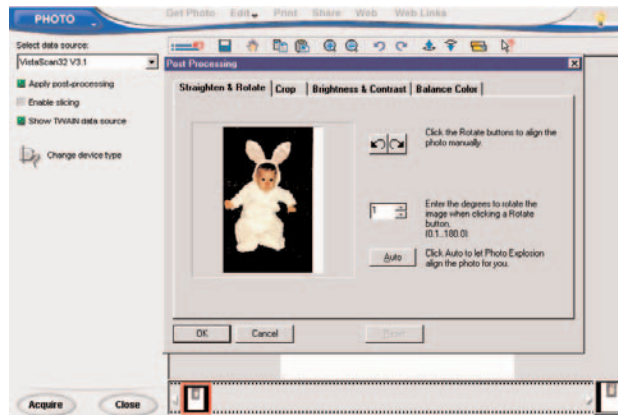 PHOTO
Get Photo Edit Print Share Web Web Links
Select data source:
VistaScan32 V3.1
Apply post-processing
Enable slicing
Show TWAIN data source
Change device type
Post Processing
Straighten & Rotate Crop Brightness & Contrast Balance Color
Click the Rotate buttons to align the
photo manually.
1
Enter the degrees to rotate the
image when clicking a Rotate
button.
(0.1..180.0)
Auto
Click Auto to let Photo Explosion
align the photo for you.
OK Cancel Reset
Acquire Close